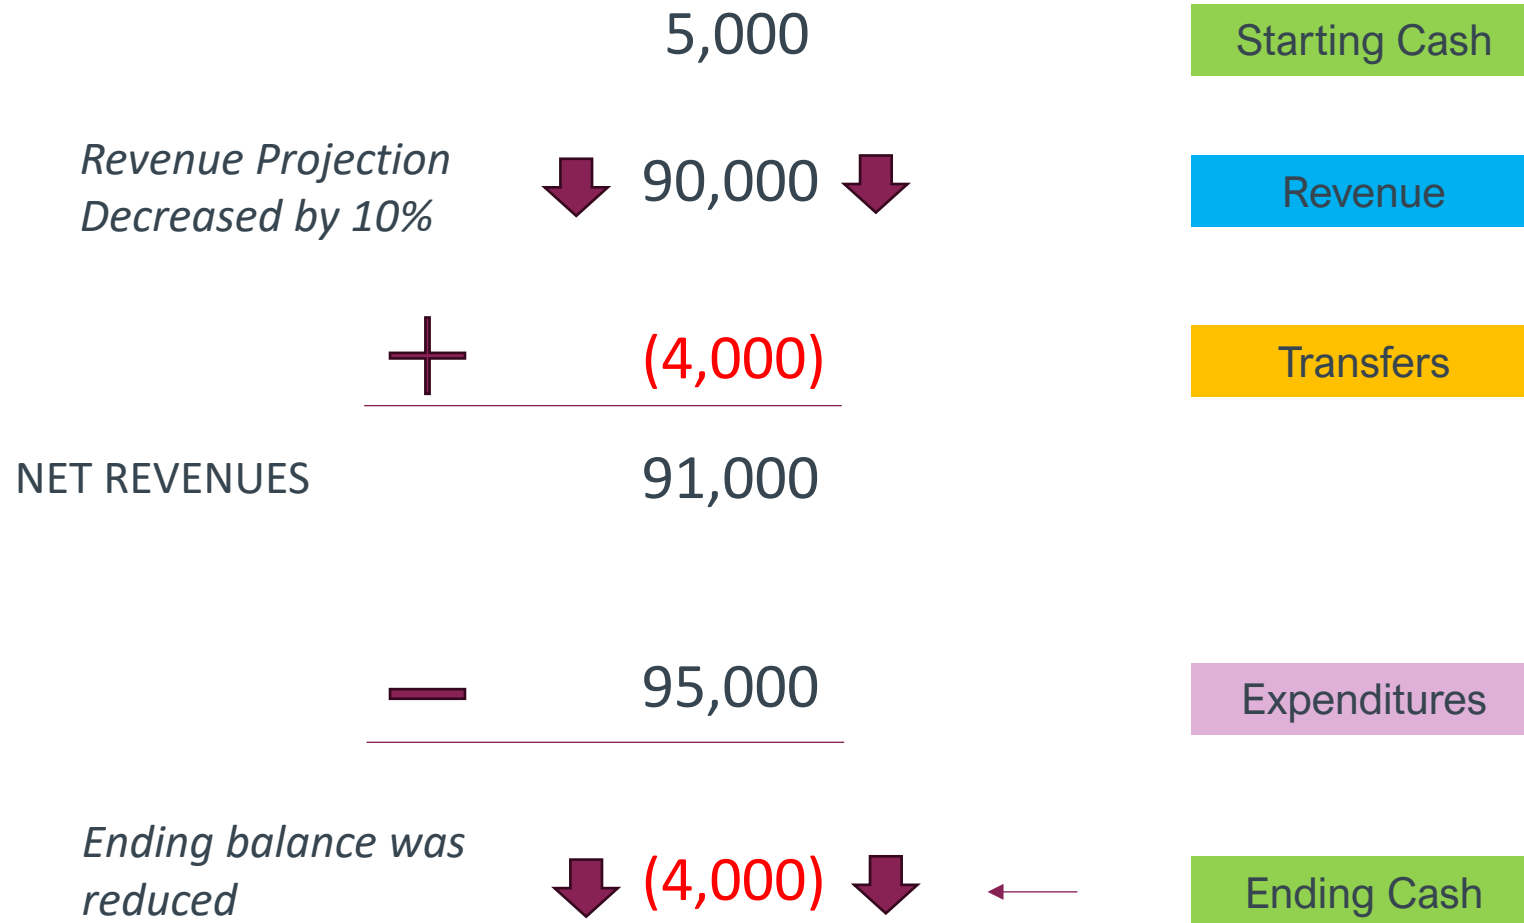 5,000
Starting Cash
Revenue Projection
Decreased by 10%
90,000
Revenue
(4,000)
Transfers
NET REVENUES
91,000
95,000
Expenditures
Ending balance was
reduced
(4,000)
Ending Cash